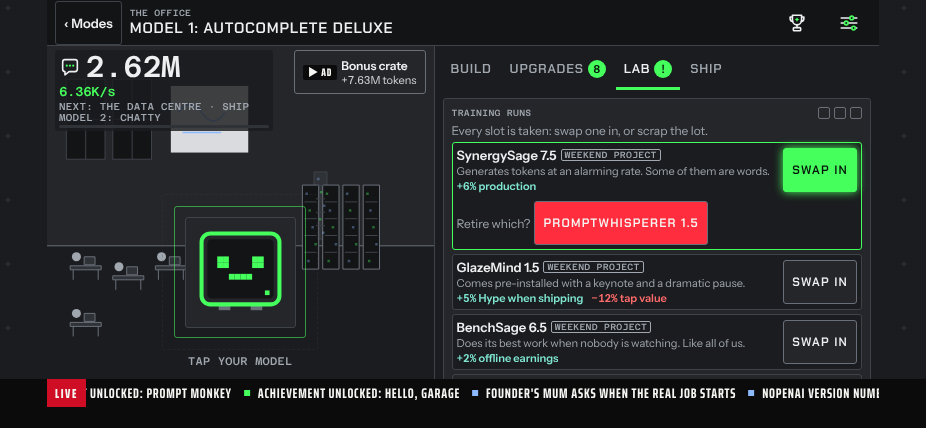 ‹ Modes
THE OFFICE
MODEL 1: AUTOCOMPLETE DELUXE
2.62M
6.36K/s
NEXT: THE DATA CENTRE · SHIP
MODEL 2: CHATTY
AD
Bonus crate
+7.63M tokens
TAP YOUR MODEL
BUILD
UPGRADES 8
LAB !
SHIP
TRAINING RUNS
Every slot is taken: swap one in, or scrap the lot.
SynergySage 7.5 WEEKEND PROJECT
Generates tokens at an alarming rate. Some of them are words.
+6% production
SWAP IN
Retire which?
PROMPTWHISPERER 1.5
GlazeMind 1.5 WEEKEND PROJECT
Comes pre-installed with a keynote and a dramatic pause.
+5% Hype when shipping −12% tap value
SWAP IN
BenchSage 6.5 WEEKEND PROJECT
Does its best work when nobody is watching. Like all of us.
+2% offline earnings
SWAP IN
LIVE
UNLOCKED: PROMPT MONKEY ACHIEVEMENT UNLOCKED: HELLO, GARAGE FOUNDER'S MUM ASKS WHEN THE REAL JOB STARTS NOPENAI VERSION